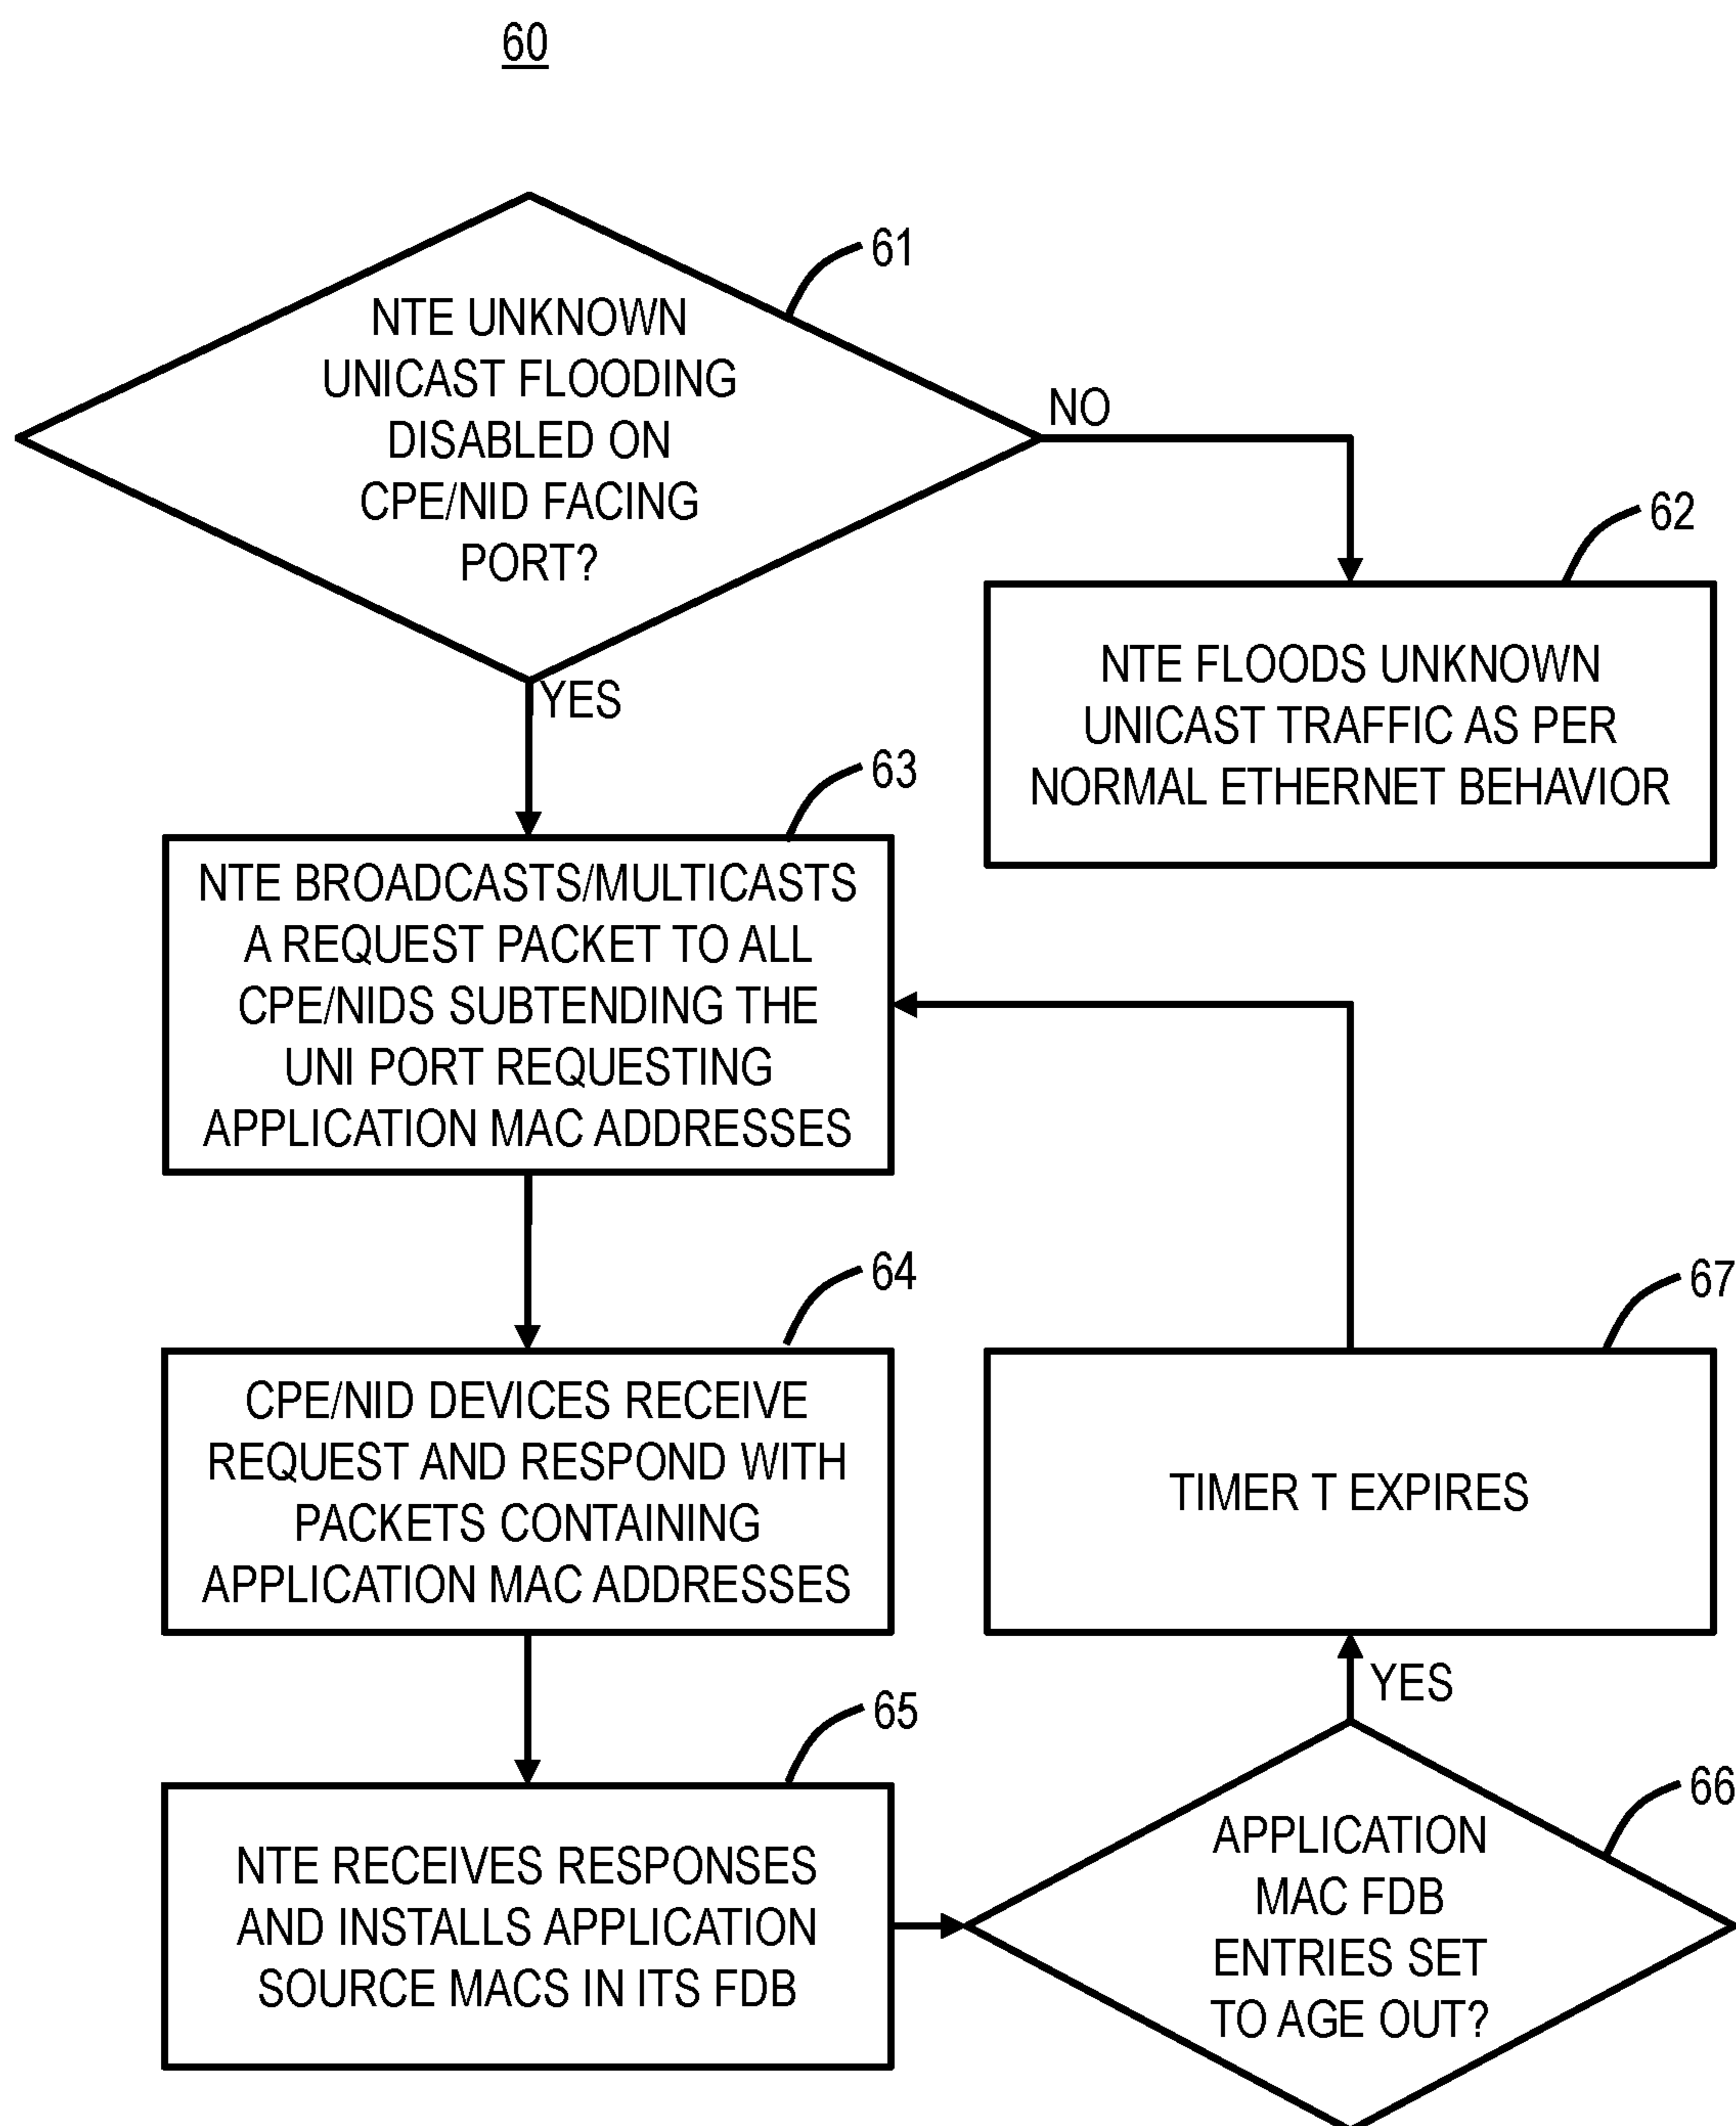 60
61
NTE UNKNOWN
UNICAST FLOODING
DISABLED ON
CPE/NID FACING
PORT?
NO
YES
62
NTE FLOODS UNKNOWN
UNICAST TRAFFIC AS PER
NORMAL ETHERNET BEHAVIOR
63
NTE BROADCASTS/MULTICASTS
A REQUEST PACKET TO ALL
CPE/NIDS SUBTENDING THE
UNI PORT REQUESTING
APPLICATION MAC ADDRESSES
64
CPE/NID DEVICES RECEIVE
REQUEST AND RESPOND WITH
PACKETS CONTAINING
APPLICATION MAC ADDRESSES
65
NTE RECEIVES RESPONSES
AND INSTALLS APPLICATION
SOURCE MACS IN ITS FDB
66
APPLICATION
MAC FDB
ENTRIES SET
TO AGE OUT?
YES
67
TIMER T EXPIRES